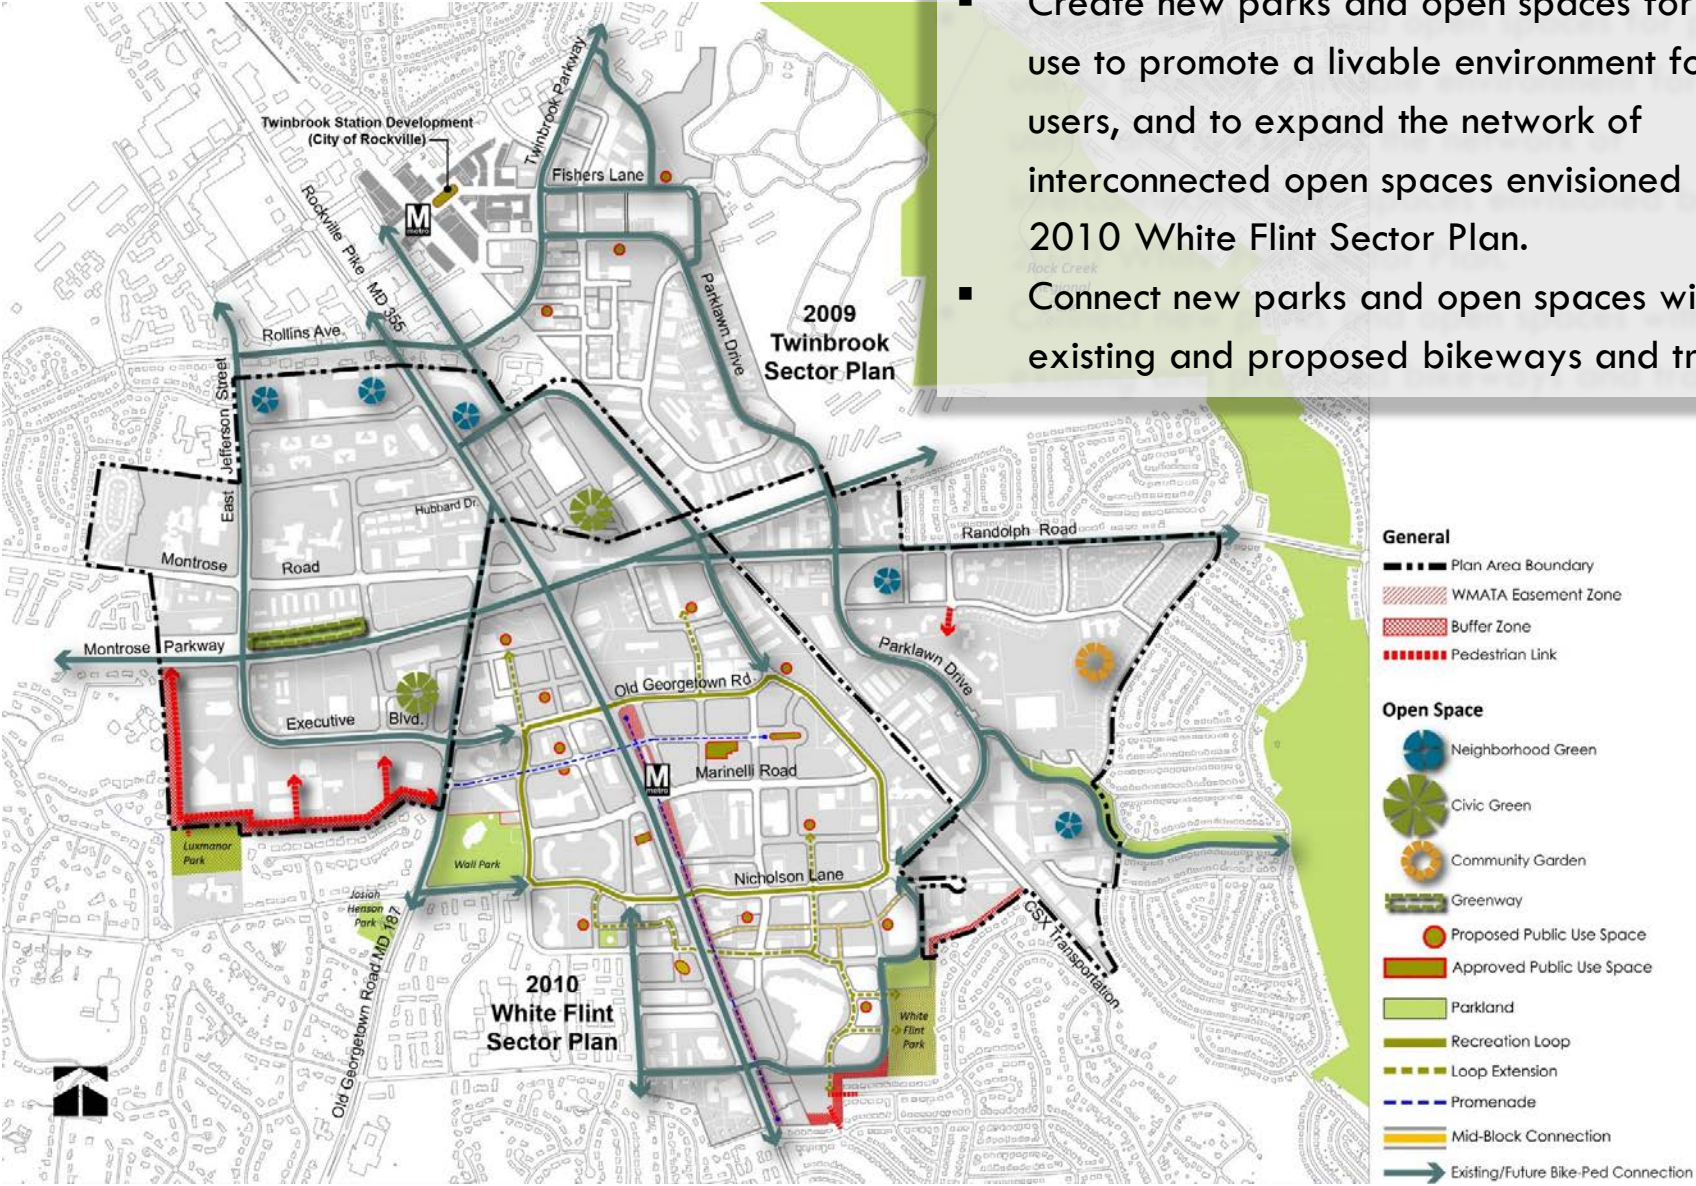 Create new parks and open spaces for
use to promote a livable environment fo
users, and to expand the network of
interconnected open spaces envisioned
2010 White Flint Sector Plan.
Connect new parks and open spaces wi
existing and proposed bikeways and tr
Rock Creek
Regional
Twinbrook Station Development
(City of Rockville)
Twinbrook Parkway
Fishers Lane
M
metro
Rockville Pike MD 355
Parklawn Drive
2009
Twinbrook
Sector Plan
Rollins Ave.
East Jefferson Street
Hubbard Dr.
Montrose Road
Randolph Road
Montrose Parkway
Parklawn Drive
Old Georgetown Rd.
Executive Blvd.
M
metro
Marinelli Road
Luxmanor
Park
Wall Park
Nicholson Lane
Josiah
Henson
Park
Old Georgetown Road MD 187
CSX Transportation
2010
White Flint
Sector Plan
White
Flint
Park
General
Plan Area Boundary
WMATA Easement Zone
Buffer Zone
Pedestrian Link
Open Space
Neighborhood Green
Civic Green
Community Garden
Greenway
Proposed Public Use Space
Approved Public Use Space
Parkland
Recreation Loop
Loop Extension
Promenade
Mid-Block Connection
Existing/Future Bike-Ped Connection